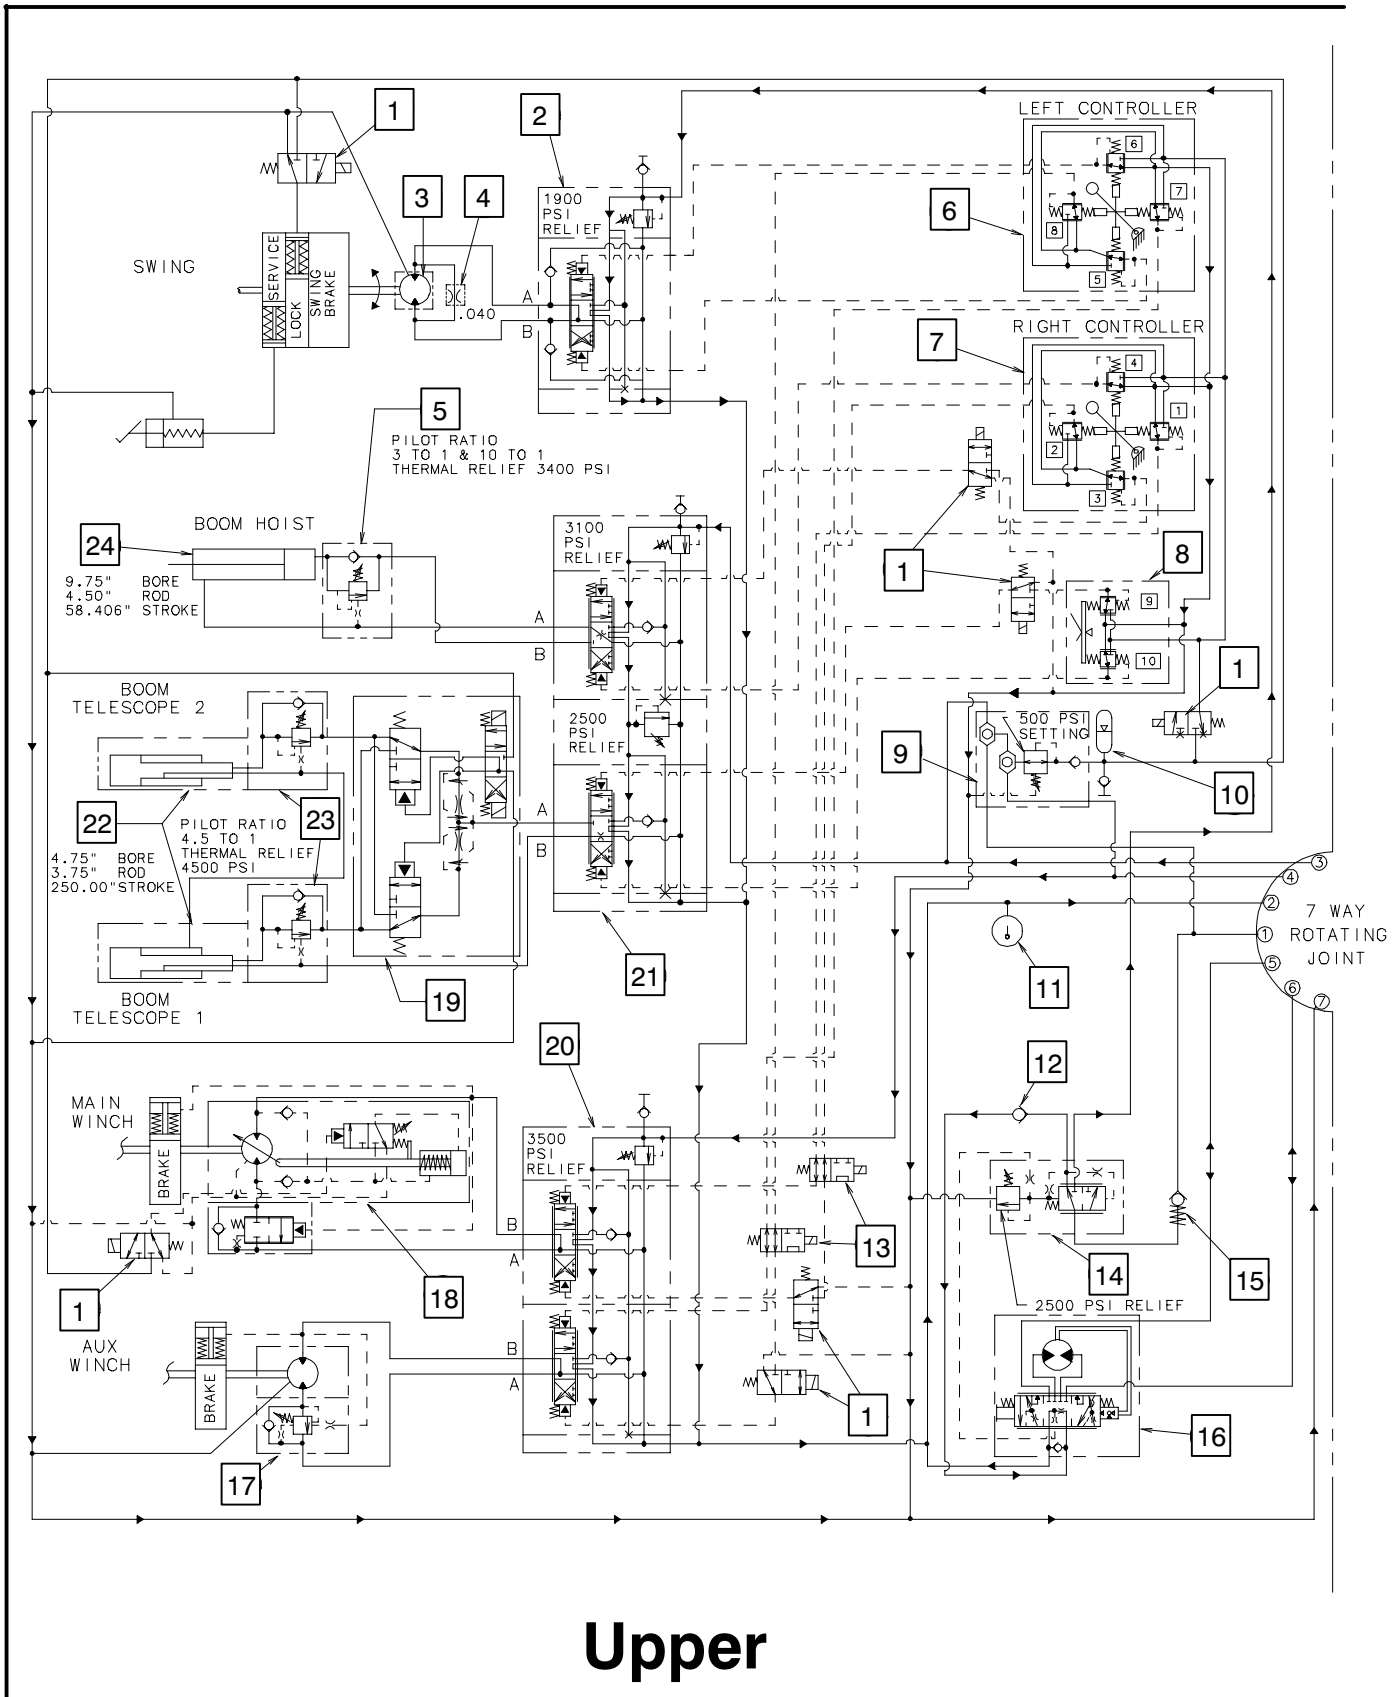 1
2
LEFT CONTROLLER
6
3
4
7
6
1900
PSI
RELIEF
8
SERVICE
LOCK
SWING
BRAKE
SWING
5
A
.040
B
RIGHT CONTROLLER
7
4
5
1
PILOT RATIO
3 TO 1 & 10 TO 1
THERMAL RELIEF 3400 PSI
2
3
BOOM HOIST
3100
PSI
RELIEF
24
1
8
9.75" BORE
4.50" ROD
58.406" STROKE
9
A
B
10
1
BOOM
TELESCOPE 2
2500
PSI
RELIEF
500 PSI
SETTING
9
10
22
23
PILOT RATIO
4.5 TO 1
THERMAL RELIEF
4500 PSI
A
B
4.75" BORE
3.75" ROD
250.00" STROKE
3
4
2
7 WAY
ROTATING
JOINT
1
11
5
21
6
BOOM
TELESCOPE 1
19
7
20
12
MAIN
WINCH
3500
PSI
RELIEF
BRAKE
B
13
A
14
15
1
18
2500 PSI RELIEF
AUX
WINCH
B
A
BRAKE
1
16
17
Upper